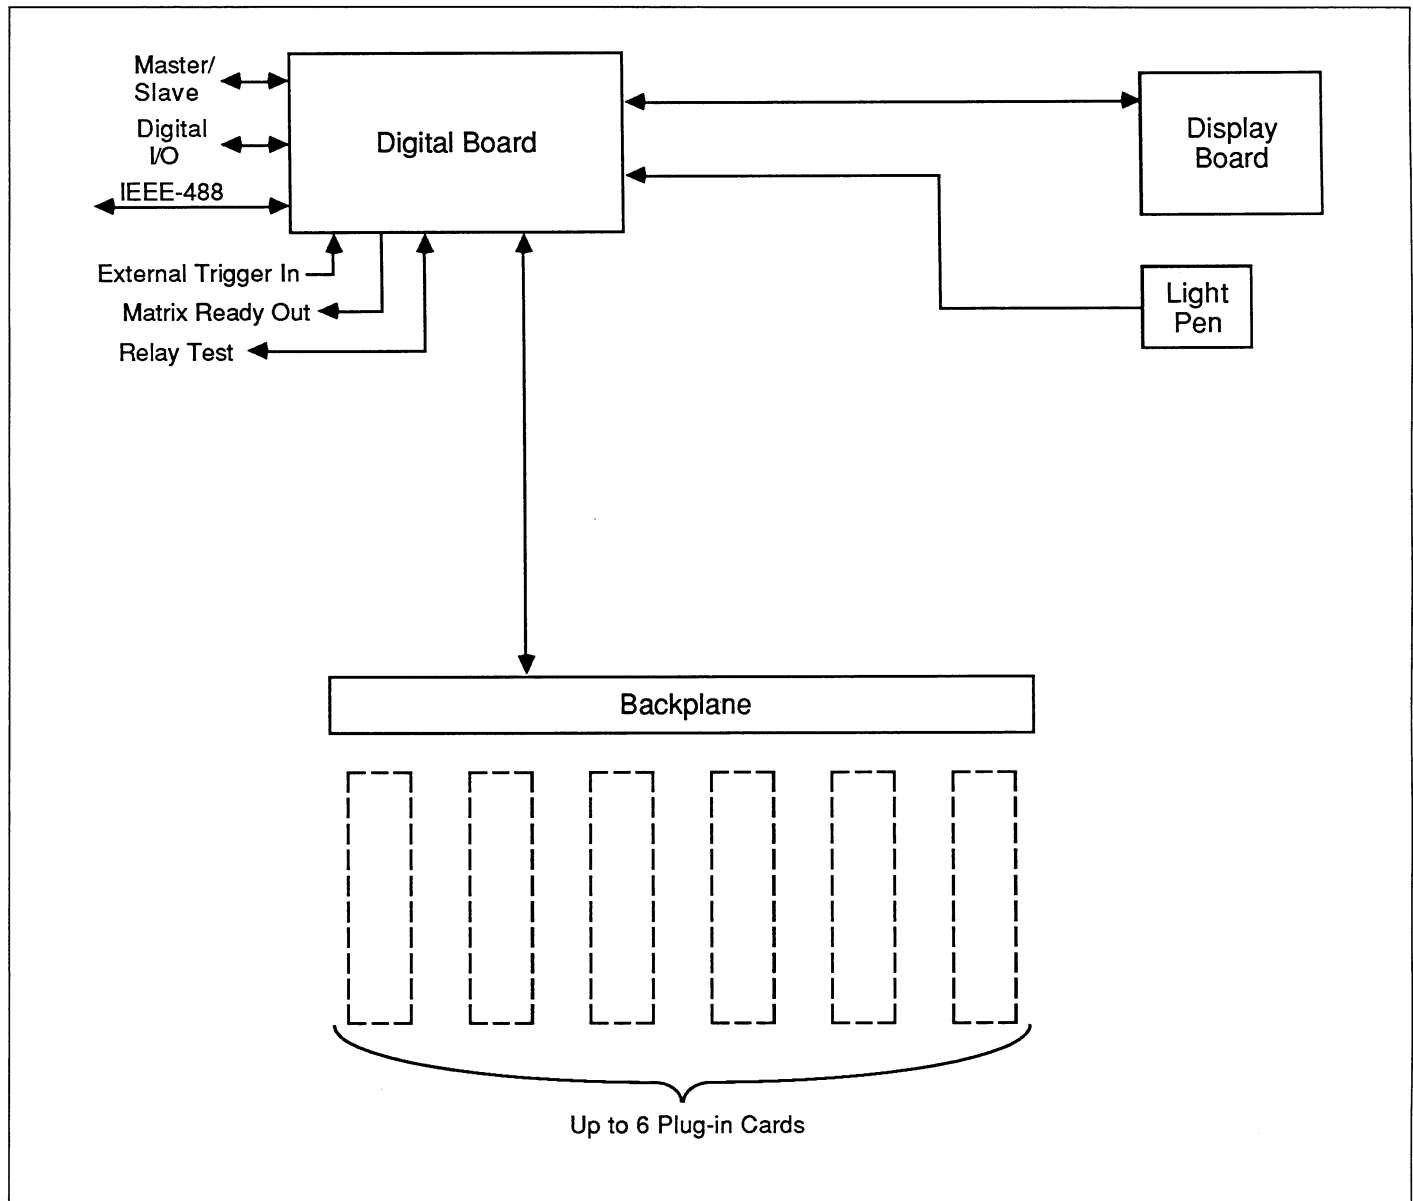 Master/
Slave
Digital
I/O
IEEE-488
External Trigger In
Matrix Ready Out
Relay Test
Digital Board
Display
Board
Light
Pen
Backplane
Up to 6 Plug-in Cards